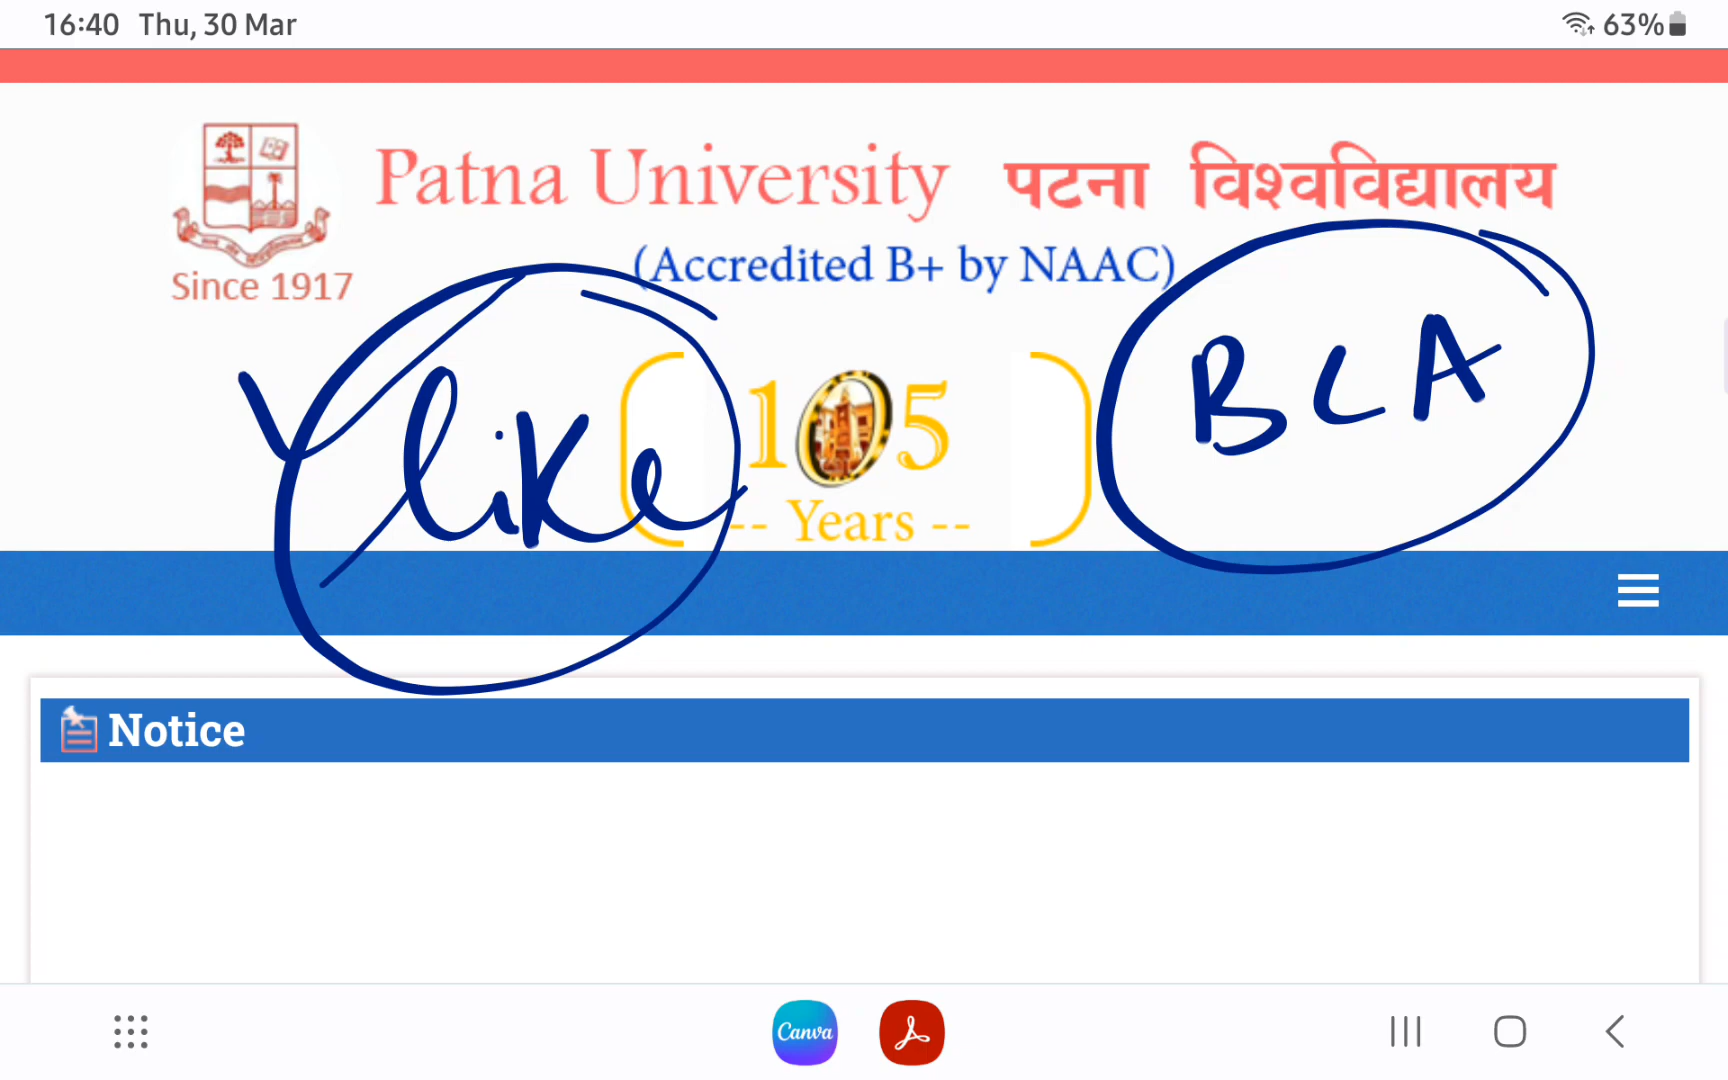 16:40 Thu, 30 Mar 63%
Patna University पटना विश्वविद्यालय
(Accredited B+ by NAAC)
Since 1917
BCA
like
105
-- Years --
Notice
Canva